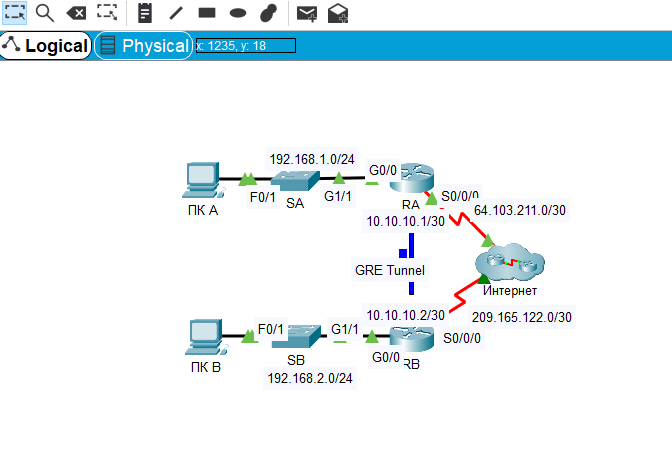 Logical
Physical
x: 1235, y: 18
192.168.1.0/24
G0/0
ПК A
F0/1
SA
G1/1
RA
S0/0/0
64.103.211.0/30
10.10.10.1/30
GRE Tunnel
Интернет
10.10.10.2/30
209.165.122.0/30
F0/1
G1/1
S0/0/0
ПК B
SB
G0/0
RB
192.168.2.0/24